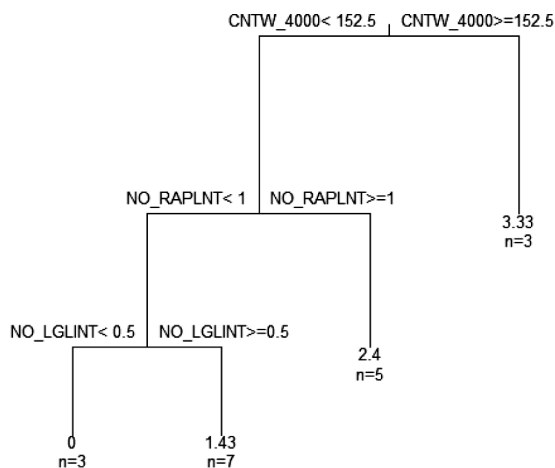 CNTW_4000< 152.5 CNTW_4000>=152.5
NO_RAPLNT< 1 NO_RAPLNT>=1
3.33
n=3
NO_LGLINT< 0.5 NO_LGLINT>=0.5
2.4
n=5
0
n=3
1.43
n=7